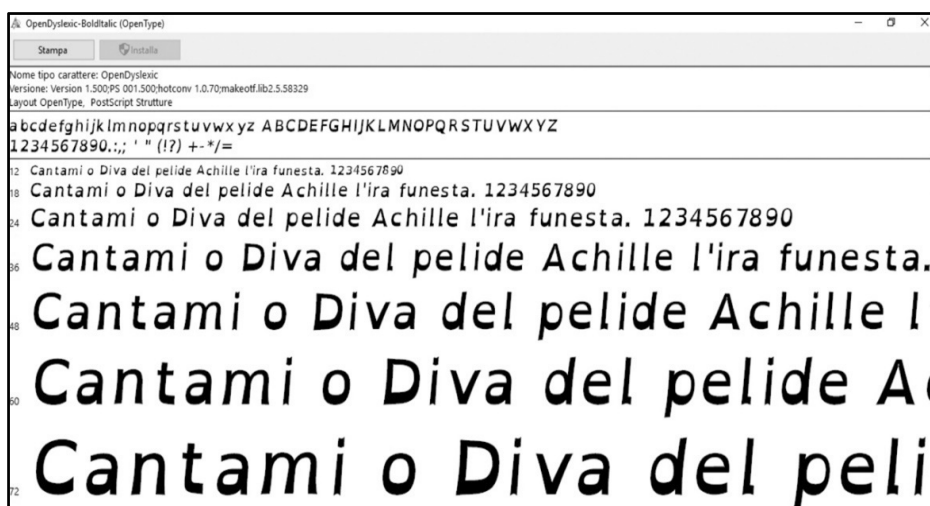 OpenDyslexic-BoldItalic (OpenType)
Stampa Installa
Nome tipo carattere: OpenDyslexic
Versione: Version 1.500;PS 001.500;hotconv 1.0.70;makeotf.lib2.5.58329
Layout OpenType, PostScript Strutture
abcdefghijklmnopqrstuvwxyz ABCDEFGHIJKLMNOPQRSTUVWXYZ
1234567890.:,; ' " (!?) +-*/=
12 Cantami o Diva del pelide Achille l'ira funesta. 1234567890
18 Cantami o Diva del pelide Achille l'ira funesta. 1234567890
24 Cantami o Diva del pelide Achille l'ira funesta. 1234567890
36 Cantami o Diva del pelide Achille l'ira funesta.
48 Cantami o Diva del pelide Achille l
60 Cantami o Diva del pelide A
72 Cantami o Diva del peli